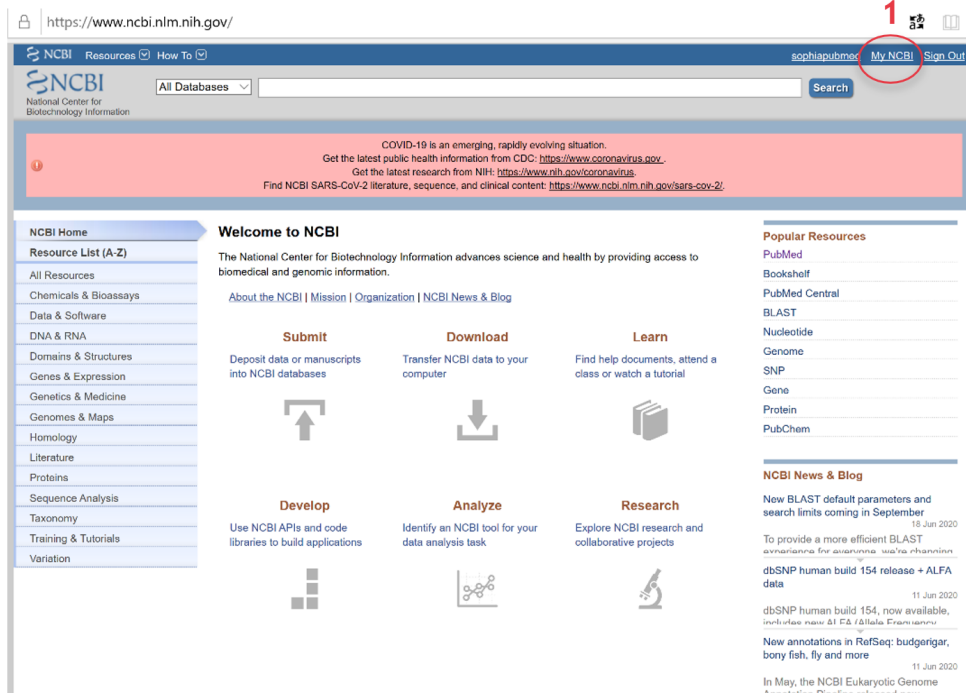 1
https://www.ncbi.nlm.nih.gov/
NCBI Resources How To
sophiapubmed My NCBI Sign Out
NCBI
National Center for
Biotechnology Information
All Databases
Search
COVID-19 is an emerging, rapidly evolving situation.
Get the latest public health information from CDC: https://www.coronavirus.gov .
Get the latest research from NIH: https://www.nih.gov/coronavirus.
Find NCBI SARS-CoV-2 literature, sequence, and clinical content: https://www.ncbi.nlm.nih.gov/sars-cov-2/.
NCBI Home
Resource List (A-Z)
All Resources
Chemicals & Bioassays
Data & Software
DNA & RNA
Domains & Structures
Genes & Expression
Genetics & Medicine
Genomes & Maps
Homology
Literature
Proteins
Sequence Analysis
Taxonomy
Training & Tutorials
Variation
Welcome to NCBI
The National Center for Biotechnology Information advances science and health by providing access to
biomedical and genomic information.
About the NCBI | Mission | Organization | NCBI News & Blog
Submit
Deposit data or manuscripts
into NCBI databases
Download
Transfer NCBI data to your
computer
Learn
Find help documents, attend a
class or watch a tutorial
Develop
Use NCBI APIs and code
libraries to build applications
Analyze
Identify an NCBI tool for your
data analysis task
Research
Explore NCBI research and
collaborative projects
Popular Resources
PubMed
Bookshelf
PubMed Central
BLAST
Nucleotide
Genome
SNP
Gene
Protein
PubChem
NCBI News & Blog
New BLAST default parameters and
search limits coming in September
18 Jun 2020
To provide a more efficient BLAST
experience for everyone, we're changing
dbSNP human build 154 release + ALFA
data
11 Jun 2020
dbSNP human build 154, now available,
includes new ALFA (Allele Frequency
New annotations in RefSeq: budgerigar,
bony fish, fly and more
11 Jun 2020
In May, the NCBI Eukaryotic Genome